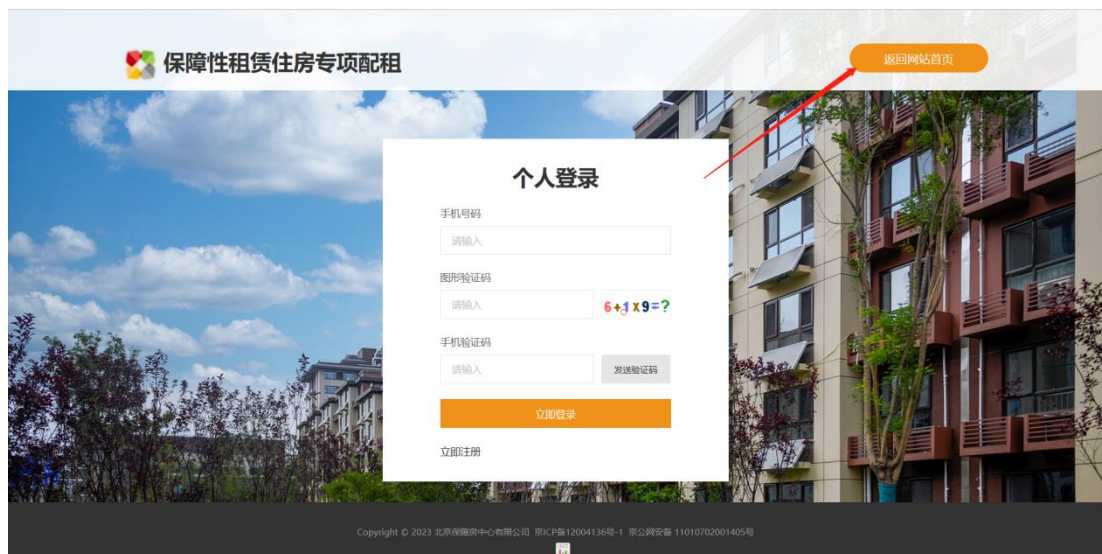 保障性租赁住房专项配租
返回网站首页
个人登录
手机号码
请输入
图形验证码
请输入
6+1x9=?
手机验证码
请输入
发送验证码
立即登录
立即注册
Copyright © 2023 北京保障房中心有限公司 京ICP备12004136号-1 京公网安备 11010702001405号